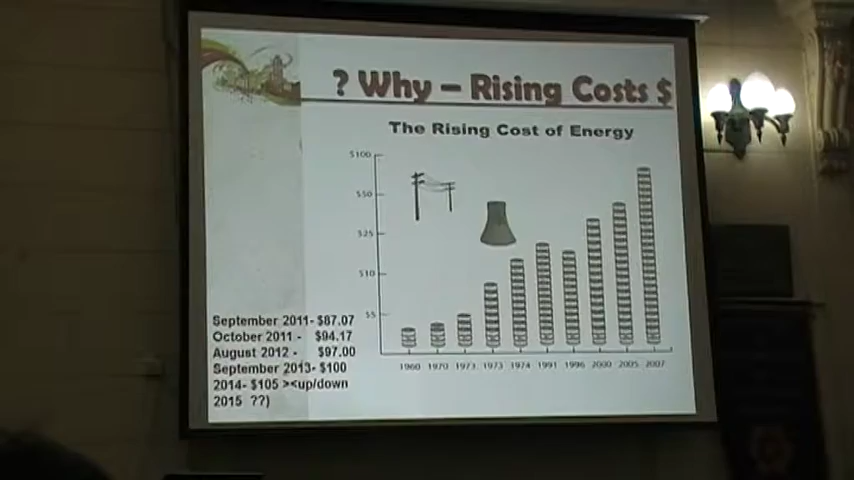 ? Why – Rising Costs $
The Rising Cost of Energy
$100
$50
$25
$10
$5
1960 1970 1973 1973 1974 1991 1996 2000 2005 2007
September 2011- $87.07
October 2011 - $94.17
August 2012 - $97.00
September 2013- $100
2014- $105 ><up/down
2015 ??)